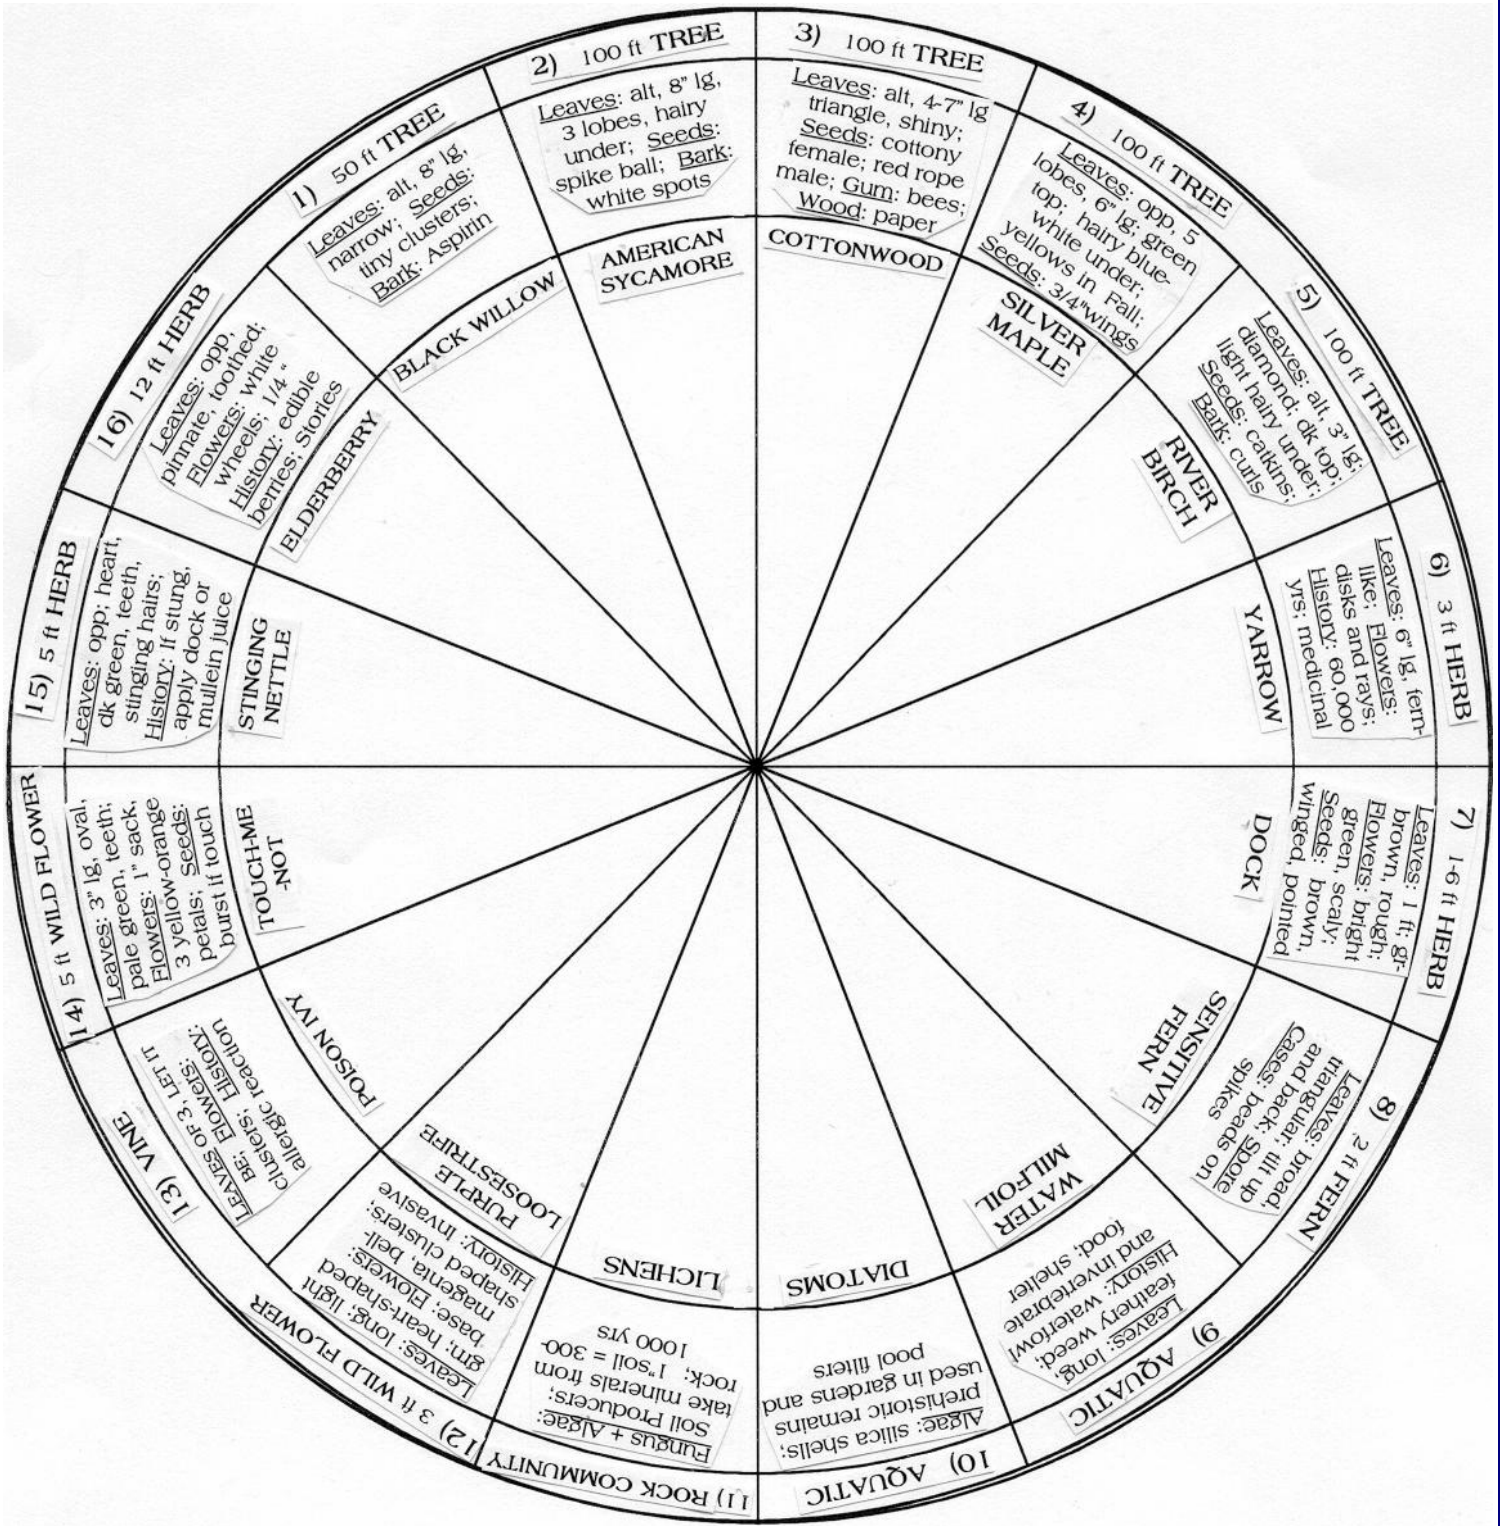 1) 50 ft TREE
Leaves: alt, 8" lg,
narrow; Seeds:
tiny clusters;
Bark: Aspirin
BLACK WILLOW
2) 100 ft TREE
Leaves: alt, 8" lg,
3 lobes, hairy
under; Seeds:
spike ball; Bark:
white spots
AMERICAN
SYCAMORE
3) 100 ft TREE
Leaves: alt, 4-7" lg
triangle, shiny;
Seeds: cottony
female; red rope
male; Gum: bees;
Wood: paper
COTTONWOOD
4) 100 ft TREE
Leaves: opp, 5
lobes, 6" lg; green
top; hairy blue-
white under;
yellows in Fall;
Seeds: 3/4"wings
SILVER
MAPLE
5) 100 ft TREE
Leaves: alt, 3" lg;
diamond; dk top;
light hairy under;
Seeds: catkins;
Bark: curls
RIVER
BIRCH
6) 3 ft HERB
Leaves: 6" lg, fern-
like; Flowers:
disks and rays;
History: 60,000
yrs; medicinal
YARROW
7) 1-6 ft HERB
Leaves: 1 ft; gr-
brown, rough;
Flowers: bright
green, scaly;
Seeds: brown,
winged, pointed
DOCK
8) 2 ft FERN
Leaves: broad,
triangular; tilt up
and back; Spore
Cases: beads on
spikes
SENSITIVE
FERN
9) AQUATIC
Leaves: long,
feathery weed;
History: waterfowl
and invertebrate
food; shelter
WATER
MILFOIL
10) AQUATIC
Algae: silica shells;
prehistoric remains
used in gardens and
pool filters
DIATOMS
11) ROCK COMMUNITY
Fungus + Algae:
Soil Producers;
take minerals from
rock; 1"soil = 300-
1000 yrs
LICHENS
12) 3 ft WILD FLOWER
Leaves: long, light
grn; heart-shaped
base; Flowers:
magenta, bell-
shaped clusters;
History: Invasive
PURPLE
LOOSESTRIFE
13) VINE
LEAVES OF 3, LET IT
BE; Flowers:
clusters; History:
allergic reaction
POISON IVY
14) 5 ft WILD FLOWER
Leaves: 3" lg, oval,
pale green, teeth;
Flowers: 1" sack,
3 yellow-orange
petals; Seeds:
burst if touch
TOUCH-ME
-NOT
15) 5 ft HERB
Leaves: opp; heart,
dk green, teeth,
stinging hairs;
History: If stung,
apply dock or
mullein juice
STINGING
NETTLE
16) 12 ft HERB
Leaves: opp,
pinnate, toothed;
Flowers: white
wheels; 1/4 "
History: edible
berries; Stories
ELDERBERRY